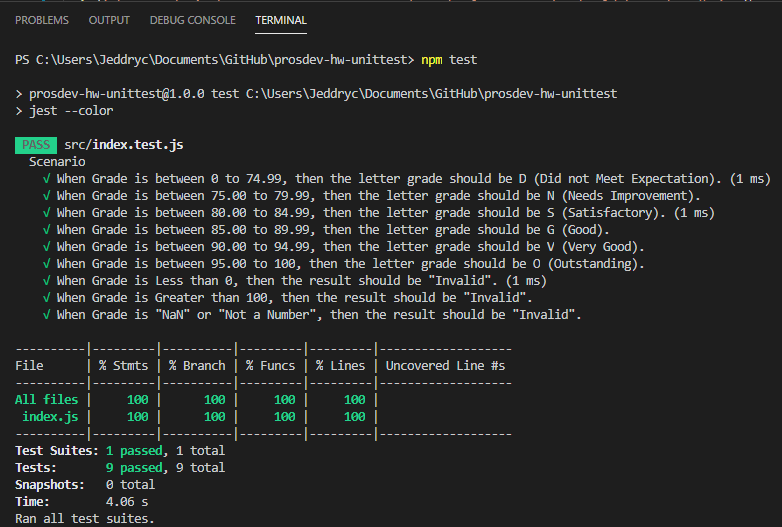 PROBLEMS OUTPUT DEBUG CONSOLE TERMINAL
PS C:\Users\Jeddryc\Documents\GitHub\prosdev-hw-unittest> npm test
> prosdev-hw-unittest@1.0.0 test C:\Users\Jeddryc\Documents\GitHub\prosdev-hw-unittest
> jest --color
PASS src/index.test.js
Scenario
√ When Grade is between 0 to 74.99, then the letter grade should be D (Did not Meet Expectation). (1 ms)
√ When Grade is between 75.00 to 79.99, then the letter grade should be N (Needs Improvement).
√ When Grade is between 80.00 to 84.99, then the letter grade should be S (Satisfactory). (1 ms)
√ When Grade is between 85.00 to 89.99, then the letter grade should be G (Good).
√ When Grade is between 90.00 to 94.99, then the letter grade should be V (Very Good).
√ When Grade is between 95.00 to 100, then the letter grade should be O (Outstanding).
√ When Grade is Less than 0, then the result should be "Invalid". (1 ms)
√ When Grade is Greater than 100, then the result should be "Invalid".
√ When Grade is "NaN" or "Not a Number", then the result should be "Invalid".
----------|---------|----------|---------|---------|-------------------
File      | % Stmts | % Branch | % Funcs | % Lines | Uncovered Line #s
----------|---------|----------|---------|---------|-------------------
All files |     100 |      100 |     100 |     100 |
 index.js |     100 |      100 |     100 |     100 |
----------|---------|----------|---------|---------|-------------------
Test Suites: 1 passed, 1 total
Tests:       9 passed, 9 total
Snapshots:   0 total
Time:        4.06 s
Ran all test suites.